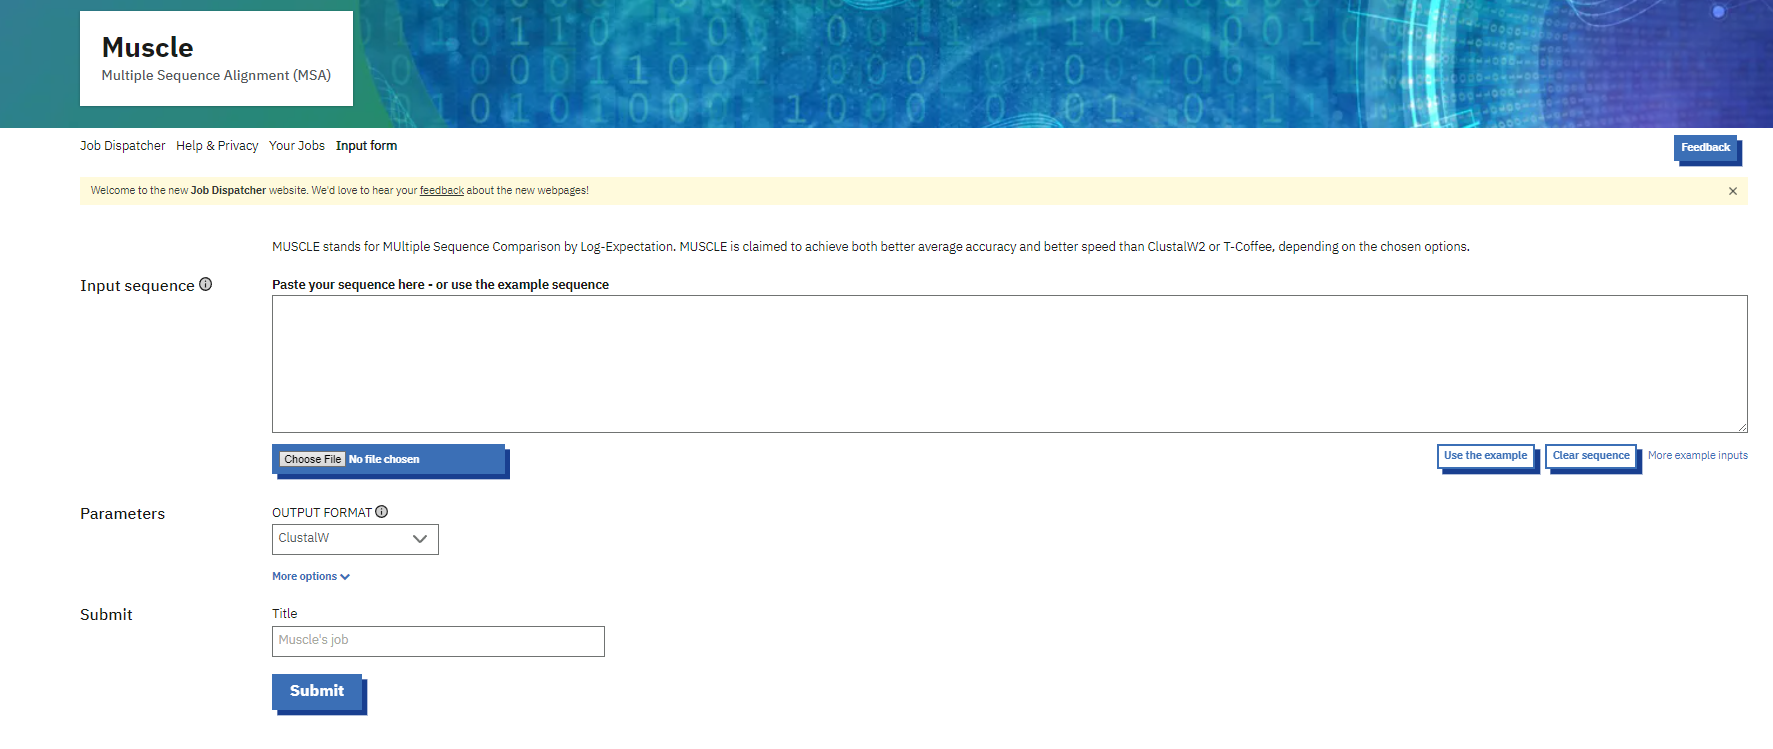 Muscle
Multiple Sequence Alignment (MSA)
Job Dispatcher Help & Privacy Your Jobs Input form
Feedback
Welcome to the new Job Dispatcher website. We'd love to hear your feedback about the new webpages!
×
MUSCLE stands for MUltiple Sequence Comparison by Log-Expectation. MUSCLE is claimed to achieve both better average accuracy and better speed than ClustalW2 or T-Coffee, depending on the chosen options.
Input sequence
Paste your sequence here - or use the example sequence
Choose File No file chosen
Use the example Clear sequence More example inputs
Parameters
OUTPUT FORMAT
ClustalW
More options
Submit
Title
Muscle's job
Submit